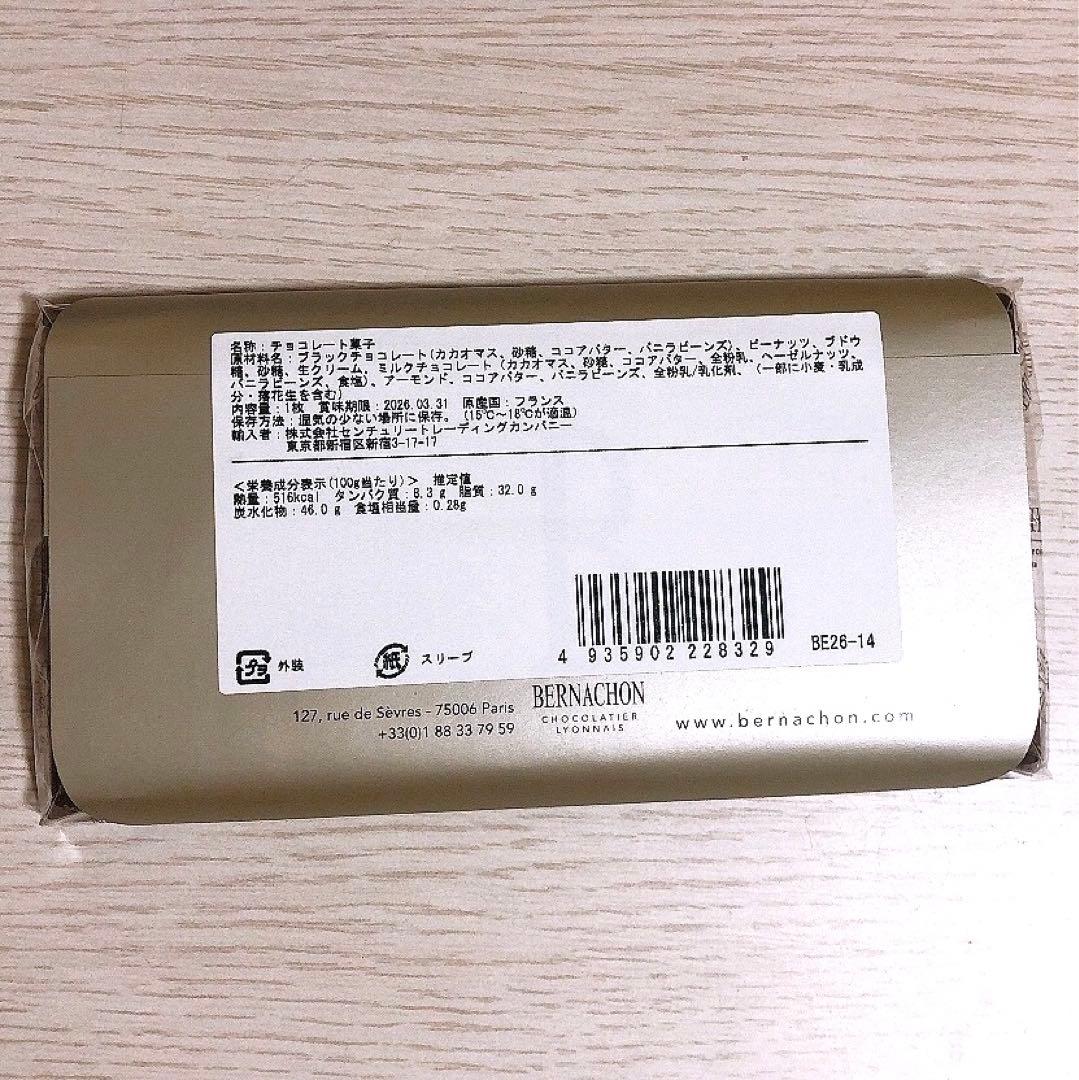 名称：チョコレート菓子
原材料名：ブラックチョコレート(カカオマス、砂糖、ココアバター、バニラビーンズ)、ピーナッツ、ブドウ
糖、砂糖、生クリーム、ミルクチョコレート（カカオマス、砂糖、ココアバター、全粉乳、ヘーゼルナッツ、
バニラビーンズ、食塩)、アーモンド、ココアバター、バニラビーンズ、全粉乳/乳化剤、（一部に小麦・乳成
分・落花生を含む)
内容量：1枚 賞味期限：2026.03.31 原産国：フランス
保存方法：湿気の少ない場所に保存。(15℃～18℃が適温)
輸入者：株式会社センチュリートレーディングカンパニー
東京都新宿区新宿3-17-17
＜栄養成分表示(100g当たり)＞ 推定値
熱量：516kcal タンパク質：8.3g 脂質：32.0g
炭水化物：46.0g 食塩相当量：0.28g
プラ 外装
紙 スリーブ
4 935902 228329
BE26-14
127, rue de Sèvres - 75006 Paris
+33(0)1 88 33 79 59
BERNACHON
CHOCOLATIER
LYONNAIS
www.bernachon.com